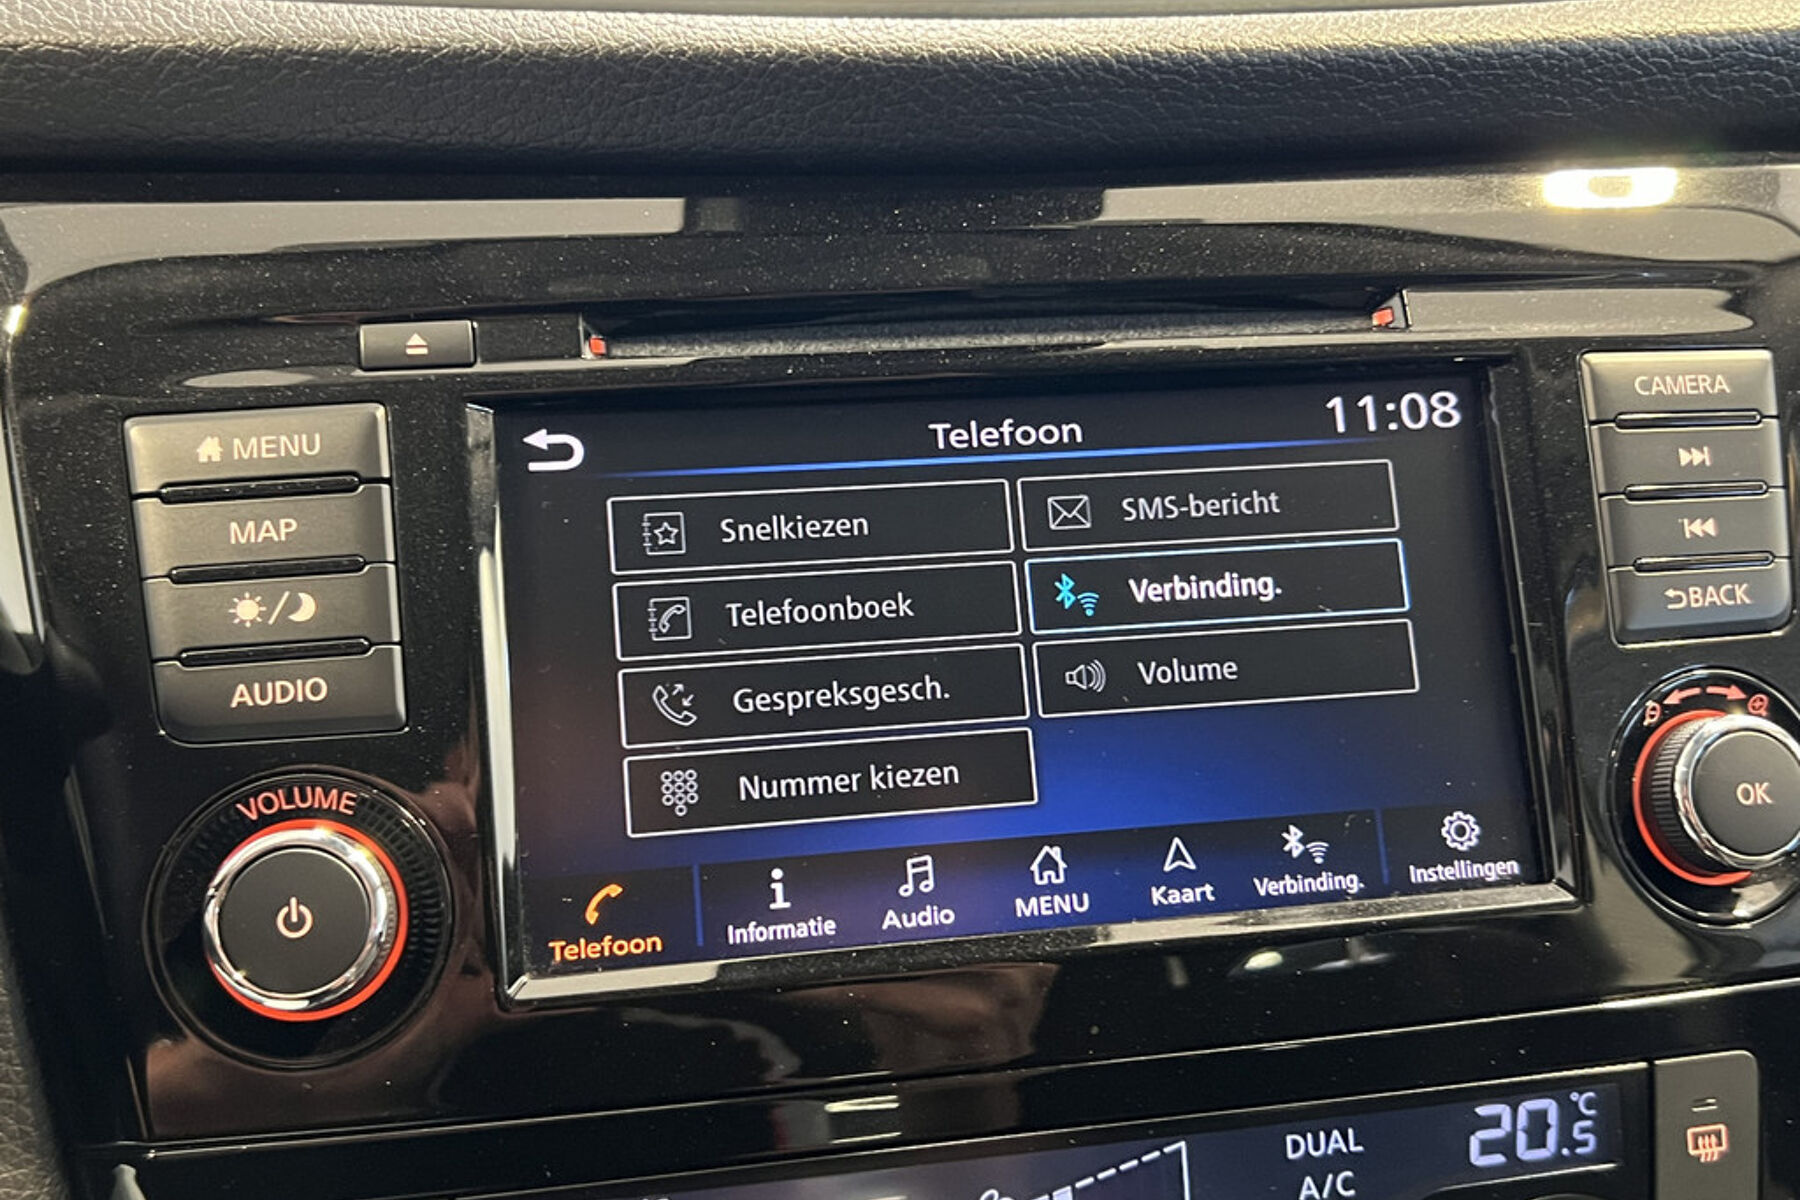 MENU
MAP
AUDIO
VOLUME
Telefoon
11:08
Snelkiezen
SMS-bericht
Telefoonboek
Verbinding.
Gespreksgesch.
Volume
Nummer kiezen
Telefoon
Informatie
Audio
MENU
Kaart
Verbinding.
Instellingen
CAMERA
BACK
OK
DUAL
A/C
20.5
°C